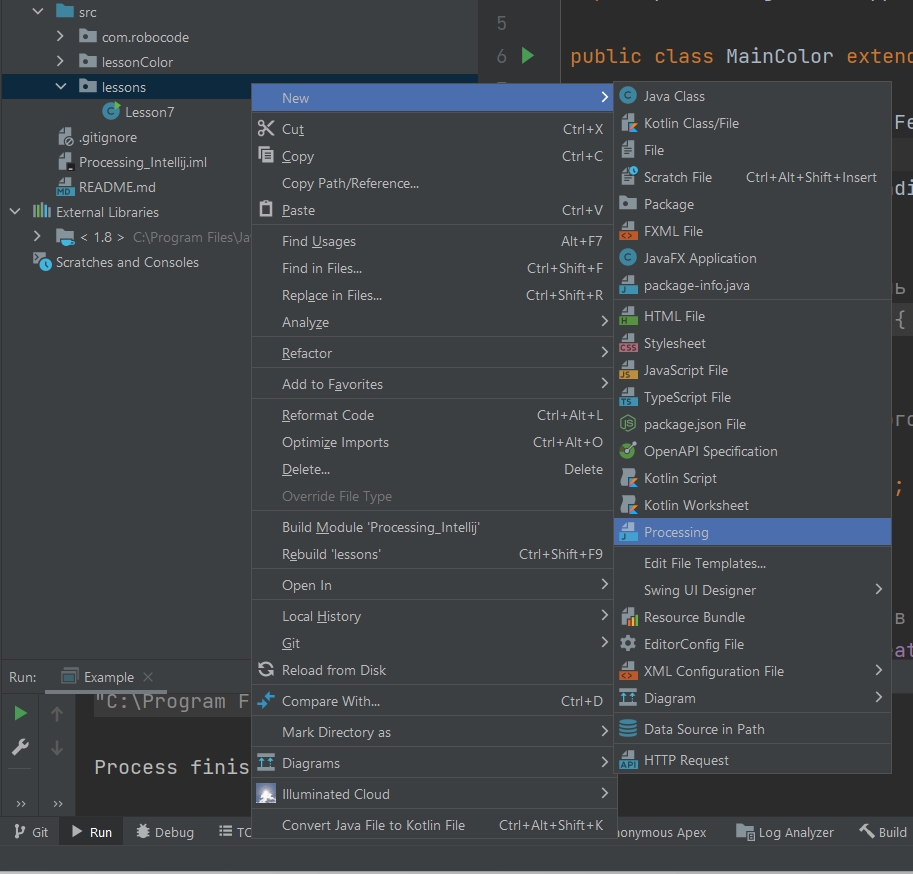 src
com.robocode
lessonColor
lessons
Lesson7
.gitignore
Processing_Intellij.iml
README.md
External Libraries
< 1.8 > C:\Program Files\Ja
Scratches and Consoles
5
6
public class MainColor extend
New
Cut Ctrl+X
Copy Ctrl+C
Copy Path/Reference...
Paste Ctrl+V
Find Usages Alt+F7
Find in Files... Ctrl+Shift+F
Replace in Files... Ctrl+Shift+R
Analyze
Refactor
Add to Favorites
Reformat Code Ctrl+Alt+L
Optimize Imports Ctrl+Alt+O
Delete... Delete
Override File Type
Build Module 'Processing_Intellij'
Rebuild 'lessons' Ctrl+Shift+F9
Open In
Local History
Git
Reload from Disk
Compare With... Ctrl+D
Mark Directory as
Diagrams
Illuminated Cloud
Convert Java File to Kotlin File Ctrl+Alt+Shift+K
Java Class
Kotlin Class/File
File
Scratch File Ctrl+Alt+Shift+Insert
Package
FXML File
JavaFX Application
package-info.java
HTML File
Stylesheet
JavaScript File
TypeScript File
package.json File
OpenAPI Specification
Kotlin Script
Kotlin Worksheet
Processing
Edit File Templates...
Swing UI Designer
Resource Bundle
EditorConfig File
XML Configuration File
Diagram
Data Source in Path
HTTP Request
Fe
di
ь
{
;
в
eat
Run: Example
"C:\Program F
Process finis
Git Run Debug TO
onymous Apex Log Analyzer Build